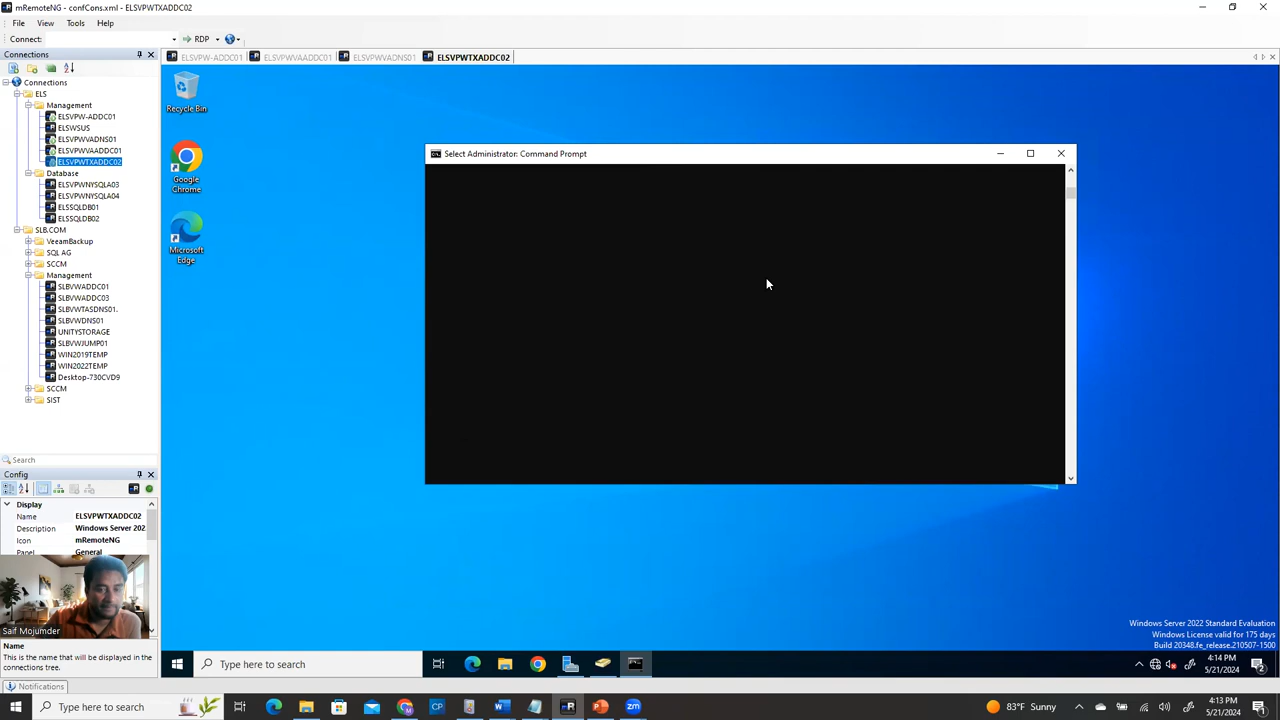 mRemoteNG - confCons.xml - ELSVPWTXADDC02
File View Tools Help
Connect: RDP
Connections
ELSVPW-ADDC01 ELSVPWVAADDC01 ELSVPWVADNS01 ELSVPWTXADDC02
Connections
ELS
Management
ELSVPW-ADDC01
ELSWSUS
ELSVPWVADNS01
ELSVPWVAADDC01
ELSVPWTXADDC02
Database
ELSVPWNYSQLA03
ELSVPWNYSQLA04
ELSSQLDB01
ELSSQLDB02
SLB.COM
VeeamBackup
SQL AG
SCCM
Management
SLBVWADDC01
SLBVWADDC03
SLBVWTASDNS01.
SLBVWDNS01
UNITYSTORAGE
SLBVWJUMP01
WIN2019TEMP
WIN2022TEMP
Desktop-730CVD9
SCCM
SIST
Search
Config
Display
Name ELSVPWTXADDC02
Description Windows Server 202
Icon mRemoteNG
Panel General
Saif Mojumder
Name
This is the name that will be displayed in the
connections tree.
Notifications
Recycle Bin
Google
Chrome
Microsoft
Edge
Select Administrator: Command Prompt
Windows Server 2022 Standard Evaluation
Windows License valid for 175 days
Build 20348.fe_release.210507-1500
Type here to search
4:14 PM
5/21/2024
2
Type here to search
CP
W
P
zm
83°F Sunny
4:13 PM
5/21/2024
1